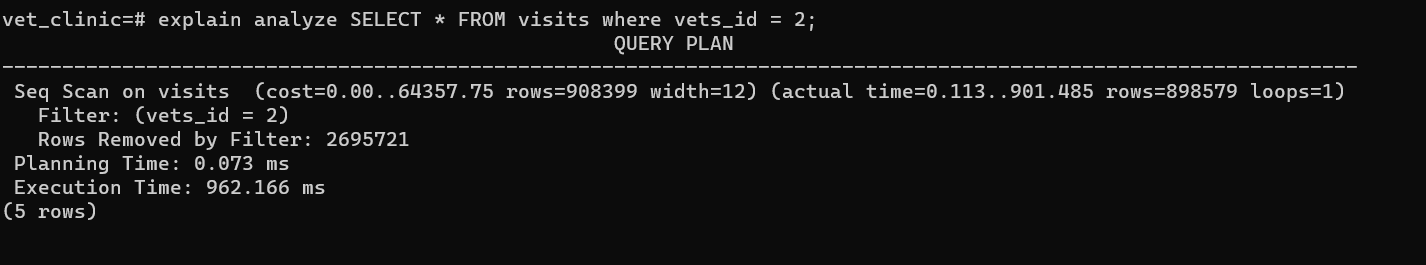 vet_clinic=# explain analyze SELECT * FROM visits where vets_id = 2;
QUERY PLAN
-----------------------------------------------------------------------------------------------------------------
Seq Scan on visits  (cost=0.00..64357.75 rows=908399 width=12) (actual time=0.113..901.485 rows=898579 loops=1)
Filter: (vets_id = 2)
Rows Removed by Filter: 2695721
Planning Time: 0.073 ms
Execution Time: 962.166 ms
(5 rows)